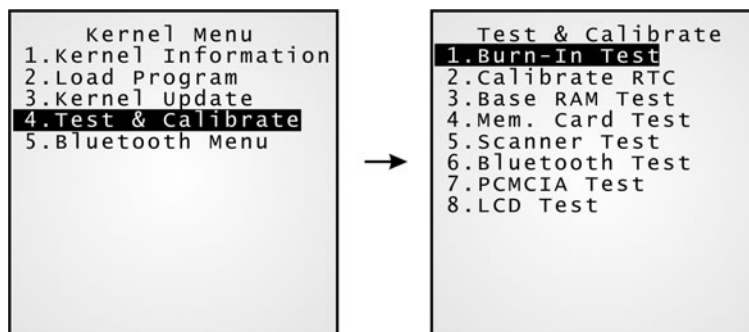 Kernel Menu
1.Kernel Information
2.Load Program
3.Kernel Update
4.Test & Calibrate
5.Bluetooth Menu
Test & Calibrate
1.Burn-In Test
2.Calibrate RTC
3.Base RAM Test
4.Mem. Card Test
5.Scanner Test
6.Bluetooth Test
7.PCMCIA Test
8.LCD Test